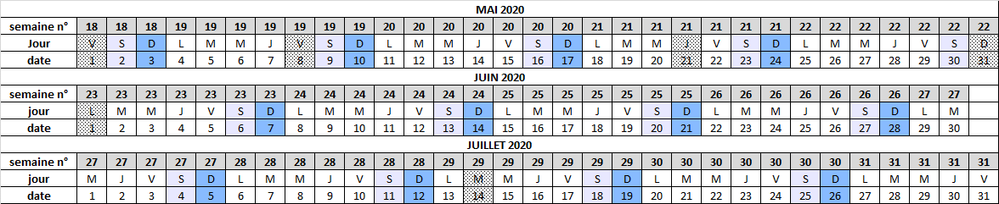 MAI 2020
semaine n° 18 18 18 19 19 19 19 19 19 19 20 20 20 20 20 20 20 21 21 21 21 21 21 21 22 22 22 22 22 22 22
Jour V S D L M M J V S D L M M J V S D L M M J V S D L M M J V S D
date 1 2 3 4 5 6 7 8 9 10 11 12 13 14 15 16 17 18 19 20 21 22 23 24 25 26 27 28 29 30 31
JUIN 2020
semaine n° 23 23 23 23 23 23 23 24 24 24 24 24 24 24 25 25 25 25 25 25 25 26 26 26 26 26 26 26 27 27
jour L M M J V S D L M M J V S D L M M J V S D L M M J V S D L M
date 1 2 3 4 5 6 7 8 9 10 11 12 13 14 15 16 17 18 19 20 21 22 23 24 25 26 27 28 29 30
JUILLET 2020
semaine n° 27 27 27 27 27 28 28 28 28 28 28 28 29 29 29 29 29 29 29 30 30 30 30 30 30 30 31 31 31 31 31
jour M J V S D L M M J V S D L M M J V S D L M M J V S D L M M J V
date 1 2 3 4 5 6 7 8 9 10 11 12 13 14 15 16 17 18 19 20 21 22 23 24 25 26 27 28 29 30 31